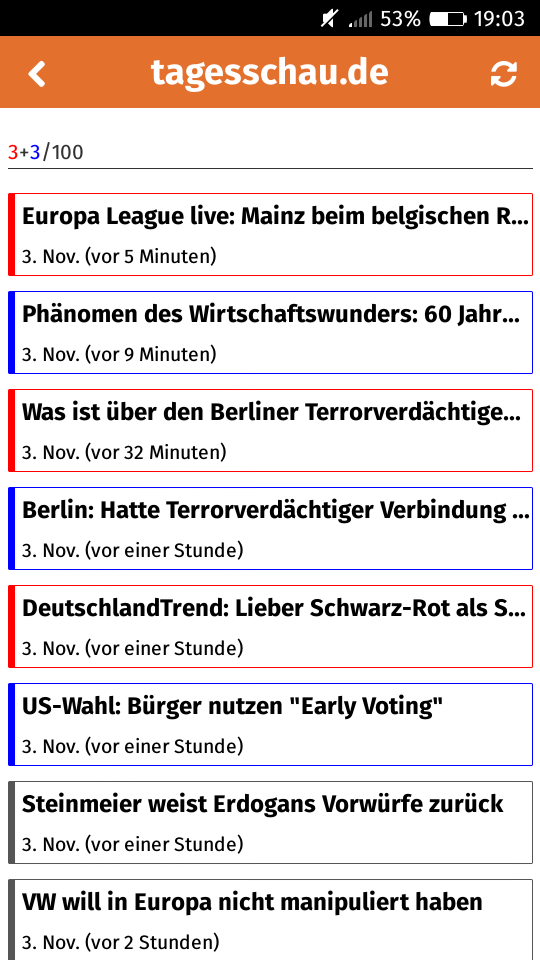 53% 19:03
tagesschau.de
3+3/100
Europa League live: Mainz beim belgischen R...
3. Nov. (vor 5 Minuten)
Phänomen des Wirtschaftswunders: 60 Jahr...
3. Nov. (vor 9 Minuten)
Was ist über den Berliner Terrorverdächtige...
3. Nov. (vor 32 Minuten)
Berlin: Hatte Terrorverdächtiger Verbindung ...
3. Nov. (vor einer Stunde)
DeutschlandTrend: Lieber Schwarz-Rot als S...
3. Nov. (vor einer Stunde)
US-Wahl: Bürger nutzen "Early Voting"
3. Nov. (vor einer Stunde)
Steinmeier weist Erdogans Vorwürfe zurück
3. Nov. (vor einer Stunde)
VW will in Europa nicht manipuliert haben
3. Nov. (vor 2 Stunden)